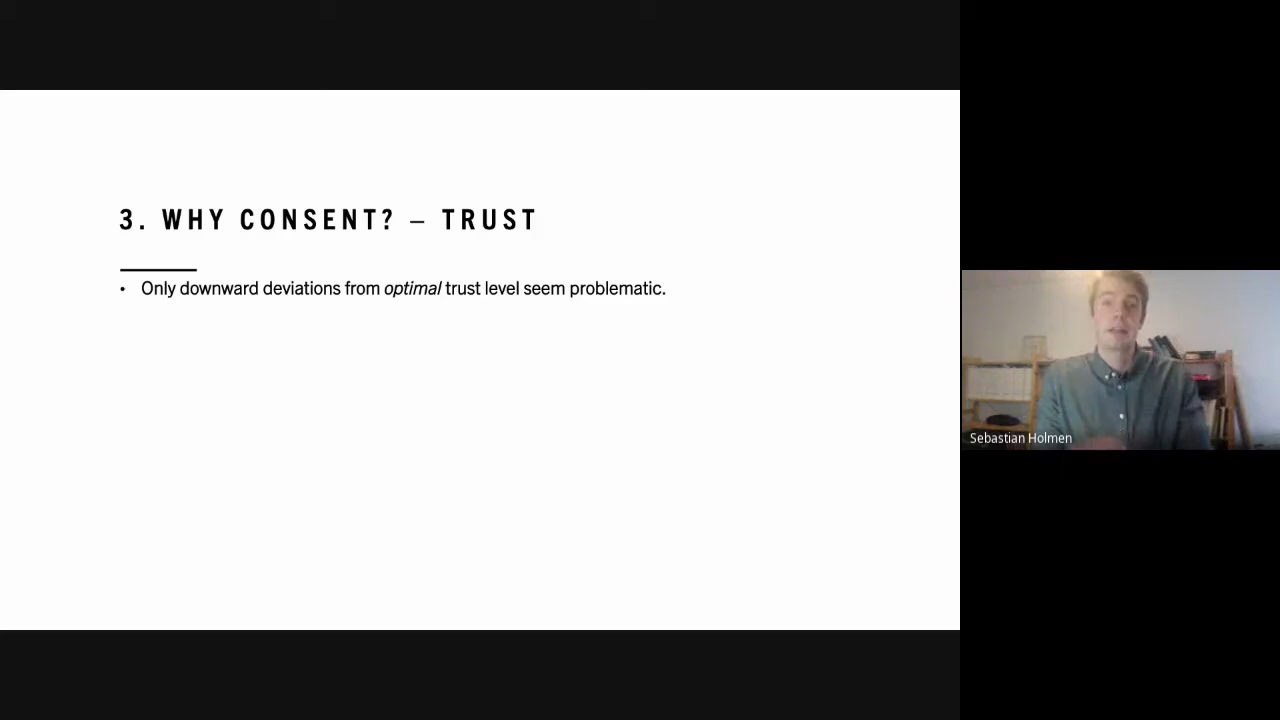 3. WHY CONSENT? – TRUST
• Only downward deviations from optimal trust level seem problematic.
Sebastian Holmen